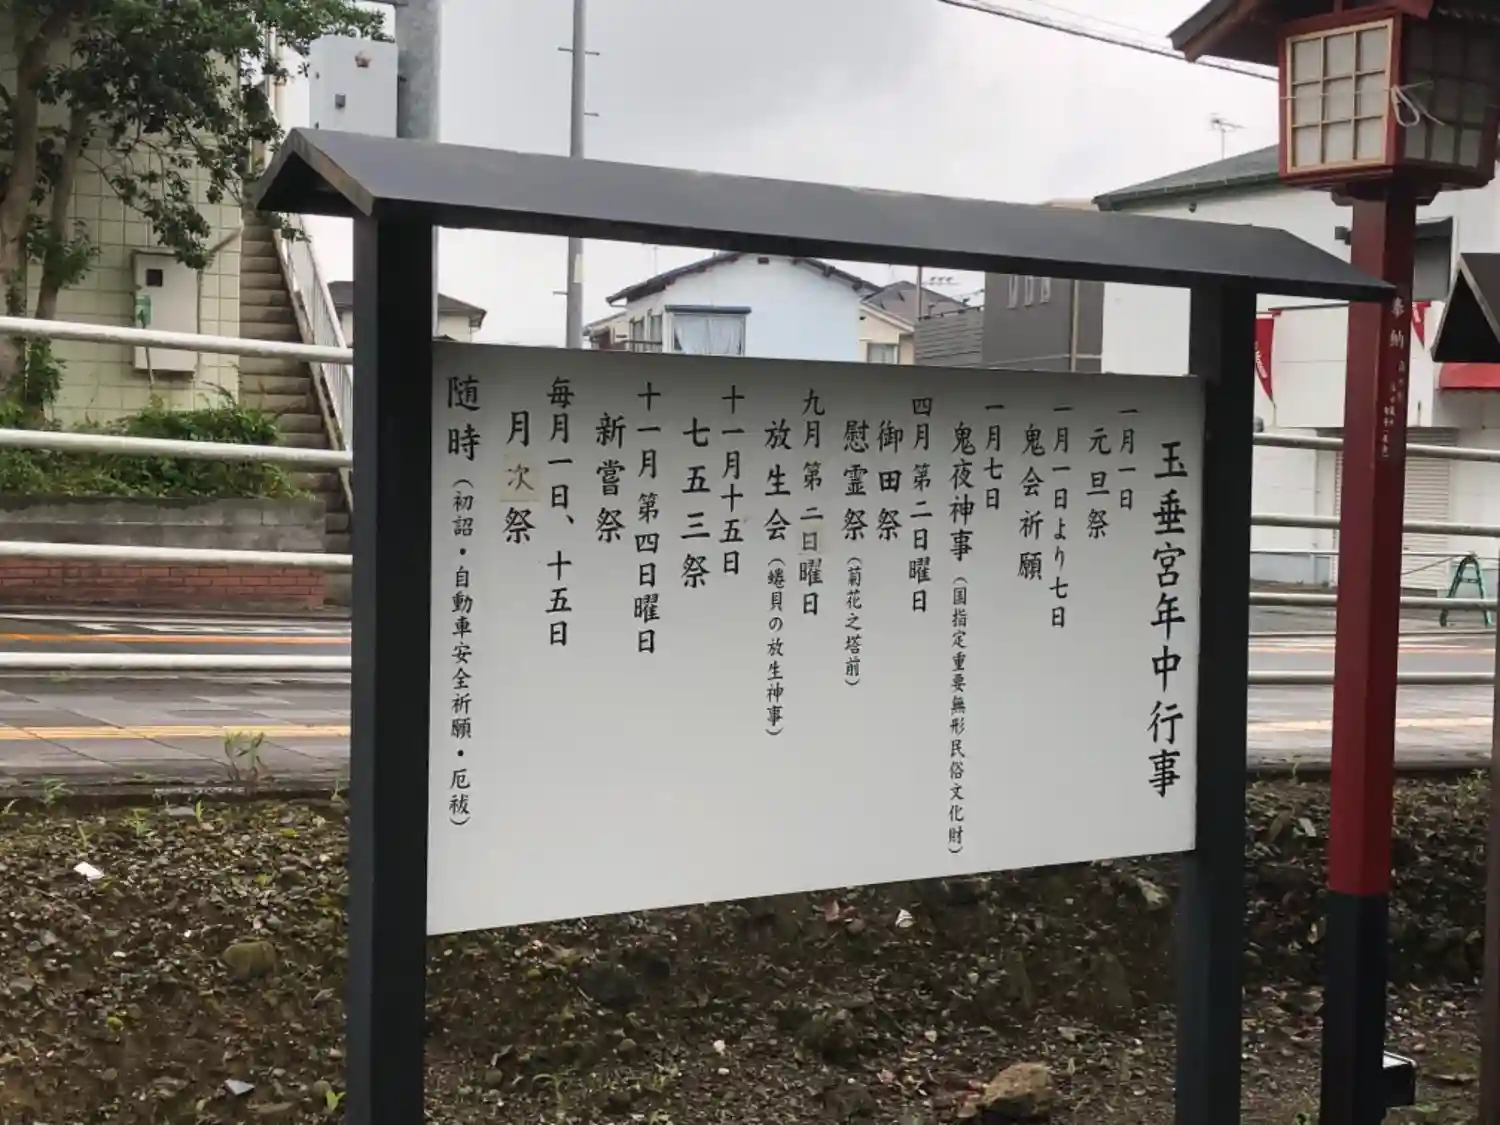 玉垂宮年中行事
一月一日
元旦祭
一月一日より七日
鬼会祈願
一月七日
鬼夜神事（国指定重要無形民俗文化財）
四月第二日曜日
御田祭
慰霊祭（菊花之塔前）
九月第二日曜日
放生会（蜷貝の放生神事）
十一月十五日
七五三祭
十一月第四日曜日
新嘗祭
毎月一日、十五日
月次祭
随時（初詣・自動車安全祈願・厄祓）
奉納